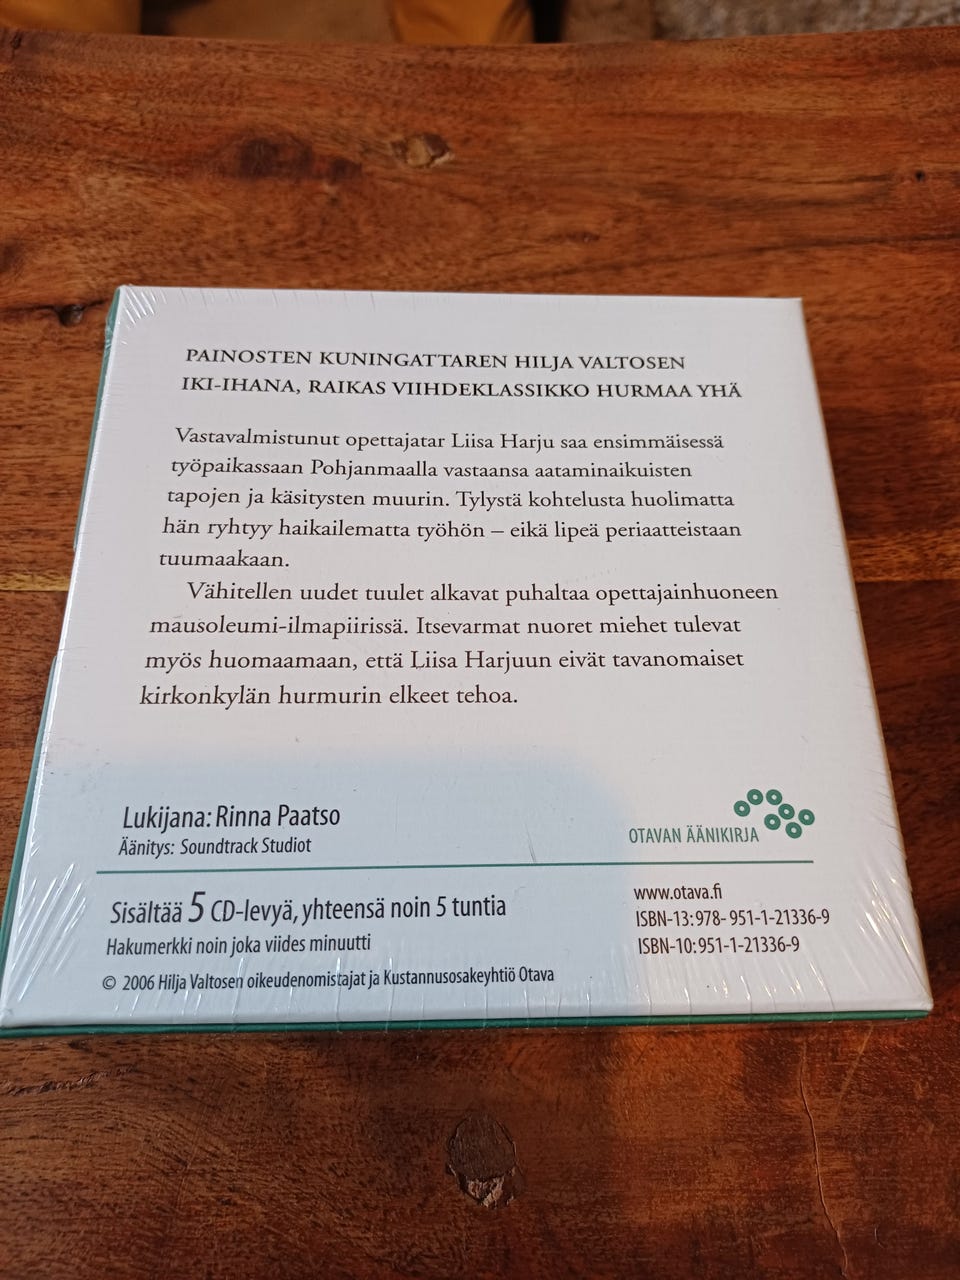 PAINOSTEN KUNINGATTAREN HILJA VALTOSEN
IKI-IHANA, RAIKAS VIIHDEKLASSIKKO HURMAA YHÄ
Vastavalmistunut opettajatar Liisa Harju saa ensimmäisessä
työpaikassaan Pohjanmaalla vastaansa aataminaikuisten
tapojen ja käsitysten muurin. Tylystä kohtelusta huolimatta
hän ryhtyy haikailematta työhön – eikä lipeä periaatteistaan
tuumaakaan.
Vähitellen uudet tuulet alkavat puhaltaa opettajainhuoneen
mausoleumi-ilmapiirissä. Itsevarmat nuoret miehet tulevat
myös huomaamaan, että Liisa Harjuun eivät tavanomaiset
kirkonkylän hurmurin elkeet tehoa.
Lukijana: Rinna Paatso
Äänitys: Soundtrack Studiot
OTAVAN ÄÄNIKIRJA
Sisältää 5 CD-levyä, yhteensä noin 5 tuntia
Hakumerkki noin joka viides minuutti
© 2006 Hilja Valtosen oikeudenomistajat ja Kustannusosakeyhtiö Otava
www.otava.fi
ISBN-13:978-951-1-21336-9
ISBN-10:951-1-21336-9